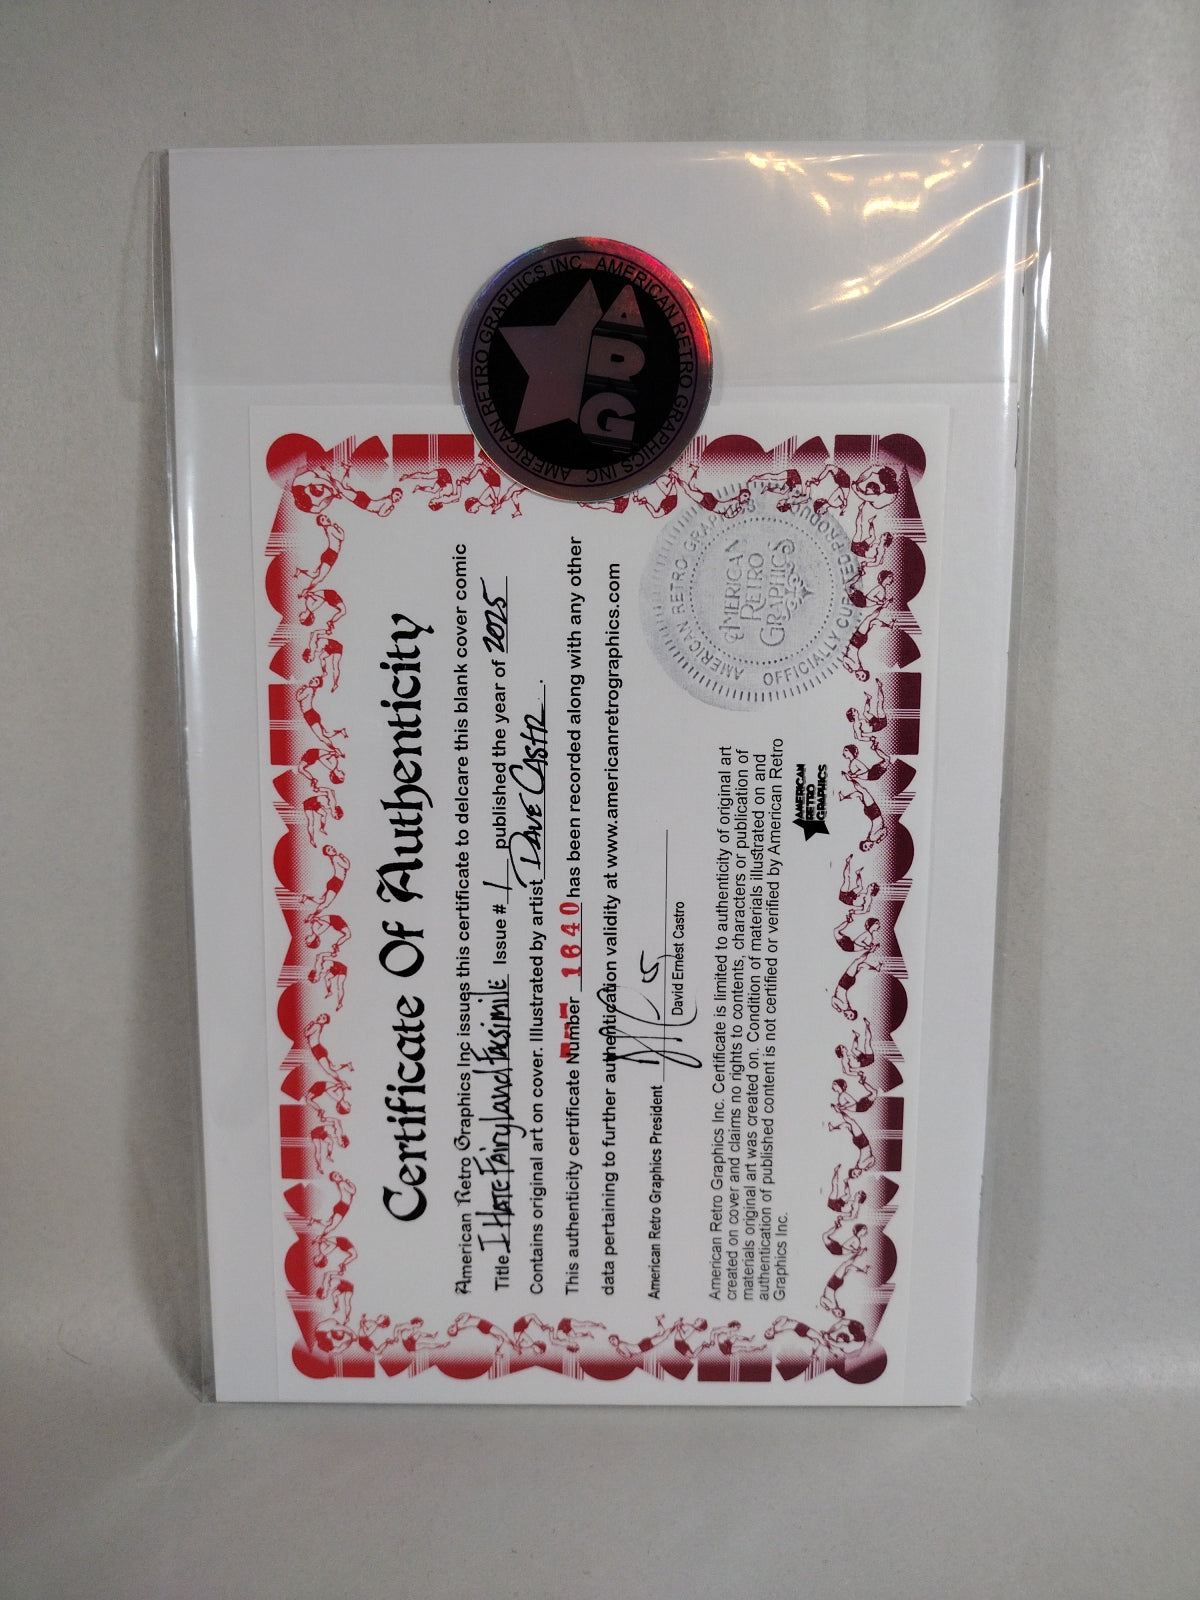 AMERICAN RETRO GRAPHICS INC
AMERICAN RETRO GRAPHICS INC
ARG
Certificate Of Authenticity
American Retro Graphics Inc issues this certificate to delcare this blank cover comic
Title I HATE Fairyland Facsimile Issue # 1 published the year of 2025
Contains original art on cover. Illustrated by artist DAVE CASTR.
This authenticity certificate Number 1640 has been recorded along with any other
data pertaining to further authentication validity at www.americanretrographics.com
American Retro Graphics President
David Ernest Castro
American Retro Graphics Inc. Certificate is limited to authenticity of original art
created on cover and claims no rights to contents, characters or publication of
materials original art was created on. Condition of materials illustrated on and
authentication of published content is not certified or verified by American Retro
Graphics Inc.
AMERICAN
RETRO
GRAPHICS
AMERICAN RETRO GRAPHICS
AMERICAN
RETRO
GRAPHICS
OFFICIALLY